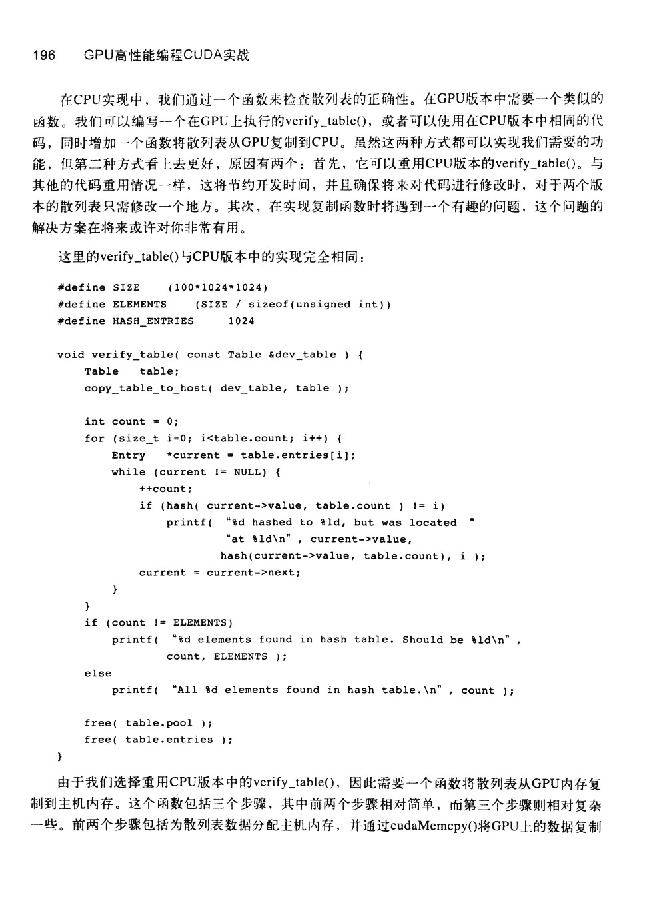 196 GPU高性能编程CUDA实战
在CPU实现中，我们通过一个函数来检查散列表的正确性。在GPU版本中需要一个类似的
函数。我们可以编写一个在GPU上执行的verify_table()，或者可以使用在CPU版本中相同的代
码，同时增加一个函数将散列表从GPU复制到CPU。虽然这两种方式都可以实现我们需要的功
能，但第二种方式看上去更好，原因有两个：首先，它可以重用CPU版本的verify_table()。与
其他的代码重用情况一样，这将节约开发时间，并且确保将来对代码进行修改时，对于两个版
本的散列表只需修改一个地方。其次，在实现复制函数时将遇到一个有趣的问题，这个问题的
解决方案在将来或许对你非常有用。
这里的verify_table()与CPU版本中的实现完全相同：
#define SIZE (100*1024*1024)
#define ELEMENTS (SIZE / sizeof(unsigned int))
#define HASH_ENTRIES 1024
void verify_table( const Table &dev_table ) {
Table table;
copy_table_to_host( dev_table, table );
int count = 0;
for (size_t i=0; i<table.count; i++) {
Entry *current = table.entries[i];
while (current != NULL) {
++count;
if (hash( current->value, table.count ) != i)
printf( "%d hashed to %ld, but was located "
"at %ld\n" , current->value,
hash(current->value, table.count), i );
current = current->next;
}
}
if (count != ELEMENTS)
printf( "%d elements found in hash table. Should be %ld\n" ,
count, ELEMENTS );
else
printf( "All %d elements found in hash table.\n" , count );
free( table.pool );
free( table.entries );
}
由于我们选择重用CPU版本中的verify_table()，因此需要一个函数将散列表从GPU内存复
制到主机内存。这个函数包括三个步骤，其中前两个步骤相对简单，而第三个步骤则相对复杂
一些。前两个步骤包括为散列表数据分配主机内存，并通过cudaMemcpy()将GPU上的数据复制